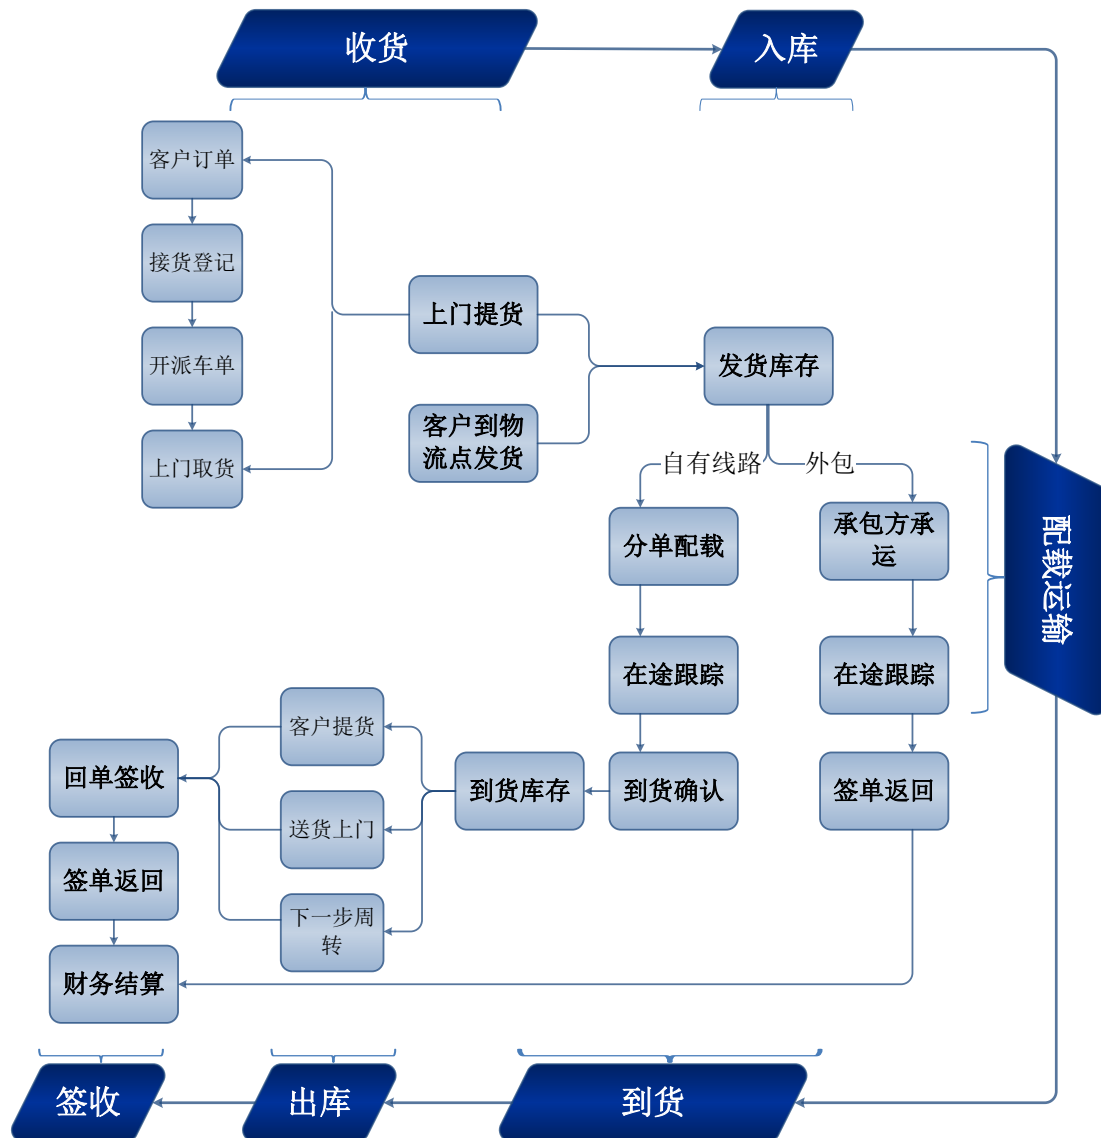 收货
入库
客户订单
接货登记
开派车单
上门取货
上门提货
客户到物
流点发货
发货库存
自有线路
外包
分单配载
承包方承
运
配载运输
在途跟踪
在途跟踪
客户提货
回单签收
到货库存
到货确认
签单返回
送货上门
签单返回
下一步周
转
财务结算
签收
出库
到货